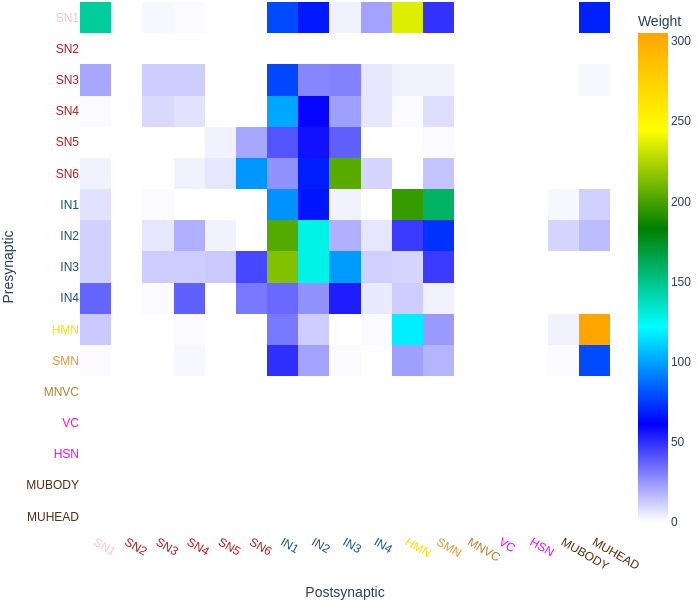 Weight
SN1
SN2
SN3
SN4
SN5
SN6
IN1
IN2
IN3
IN4
HMN
SMN
MNVC
VC
HSN
MUBODY
MUHEAD
Presynaptic
300
250
200
150
100
50
0
SN1
SN2
SN3
SN4
SN5
SN6
IN1
IN2
IN3
IN4
HMN
SMN
MNVC
VC
HSN
MUBODY
MUHEAD
Postsynaptic